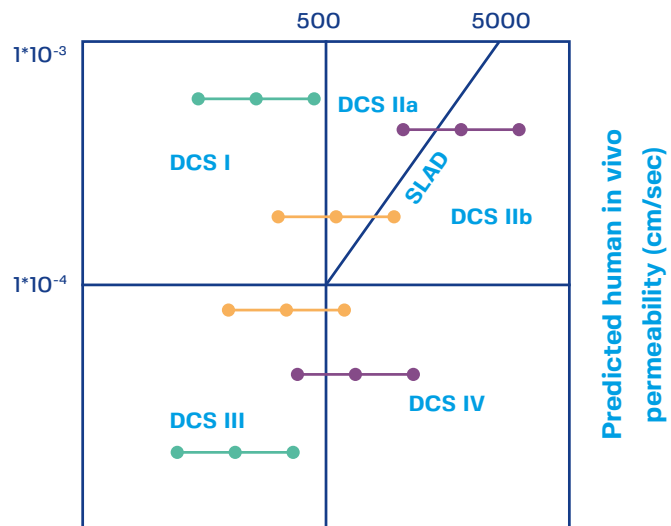 500
5000
1*10-3
DCS IIa
DCS I
SLAD
DCS IIb
1*10-4
DCS IV
DCS III
Predicted human in vivo
permeability (cm/sec)